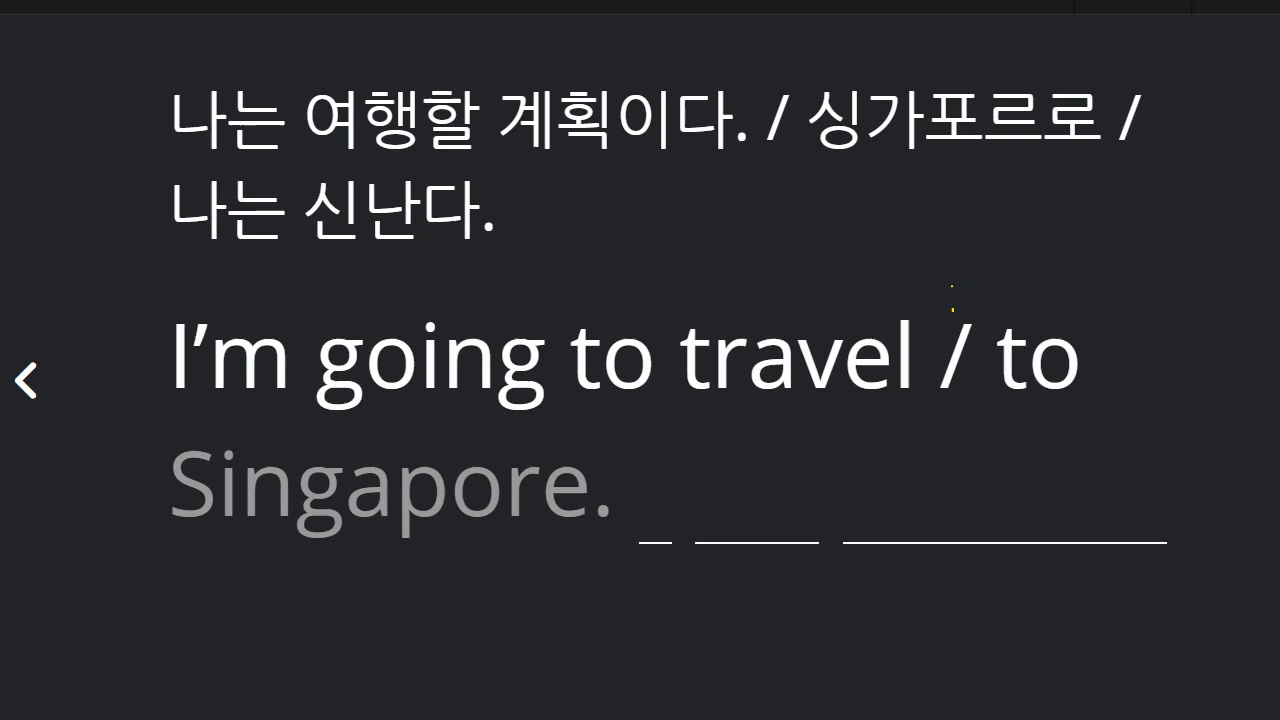 나는 여행할 계획이다. / 싱가포르로 /
나는 신난다.
I’m going to travel / to
Singapore.